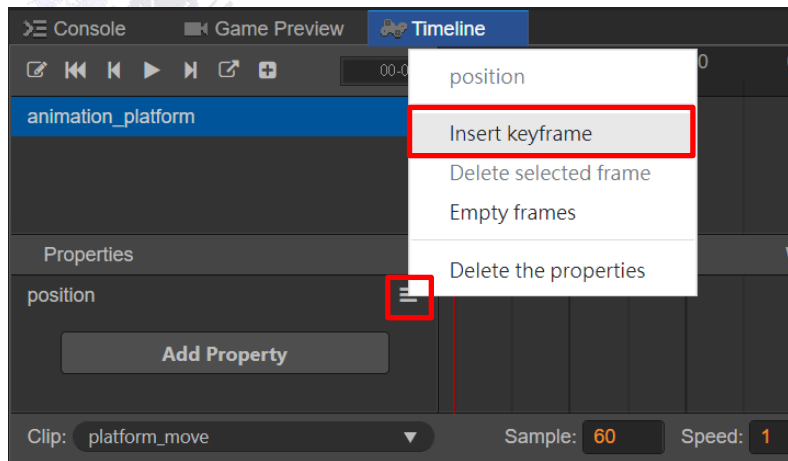 Console Game Preview Timeline
00-0
0
animation_platform
position
Insert keyframe
Delete selected frame
Empty frames
Delete the properties
Properties
position
Add Property
Clip: platform_move Sample: 60 Speed: 1